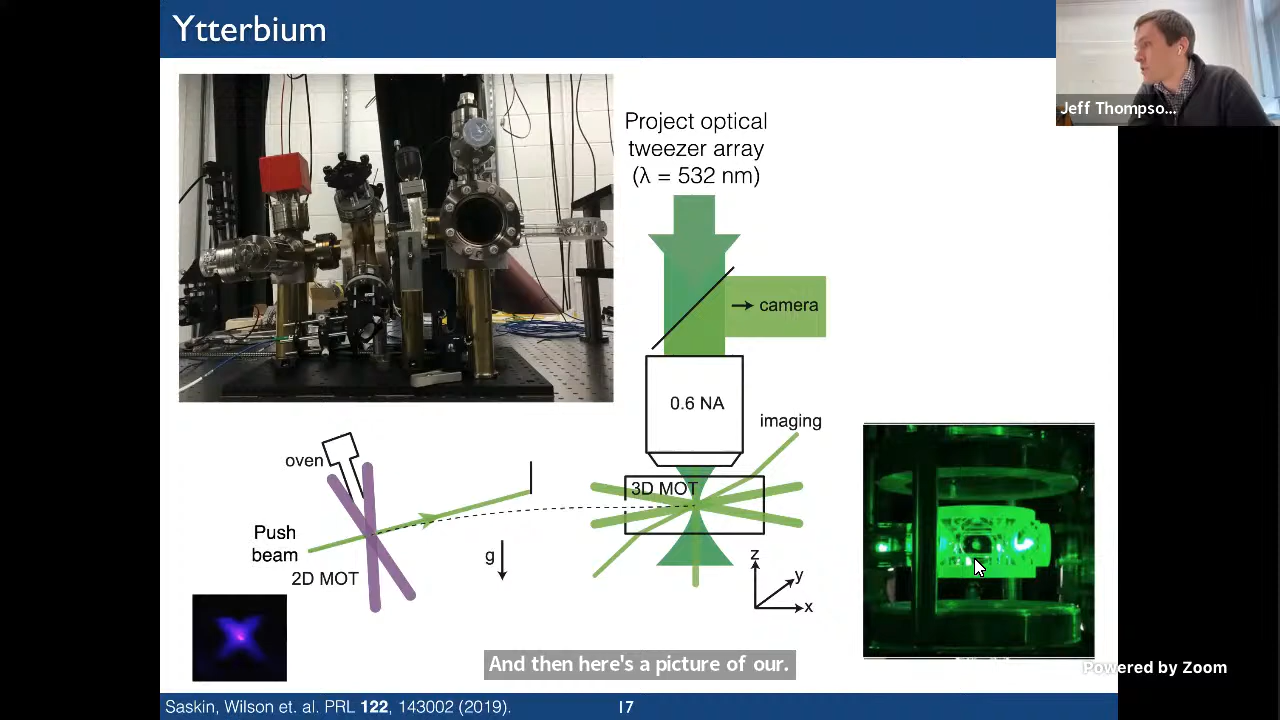 Ytterbium
Jeff Thompso...
Project optical
tweezer array
(λ = 532 nm)
camera
0.6 NA
imaging
oven
3D MOT
Push
beam
g
2D MOT
z
y
x
And then here's a picture of our.
Powered by Zoom
Saskin, Wilson et. al. PRL 122, 143002 (2019).
17